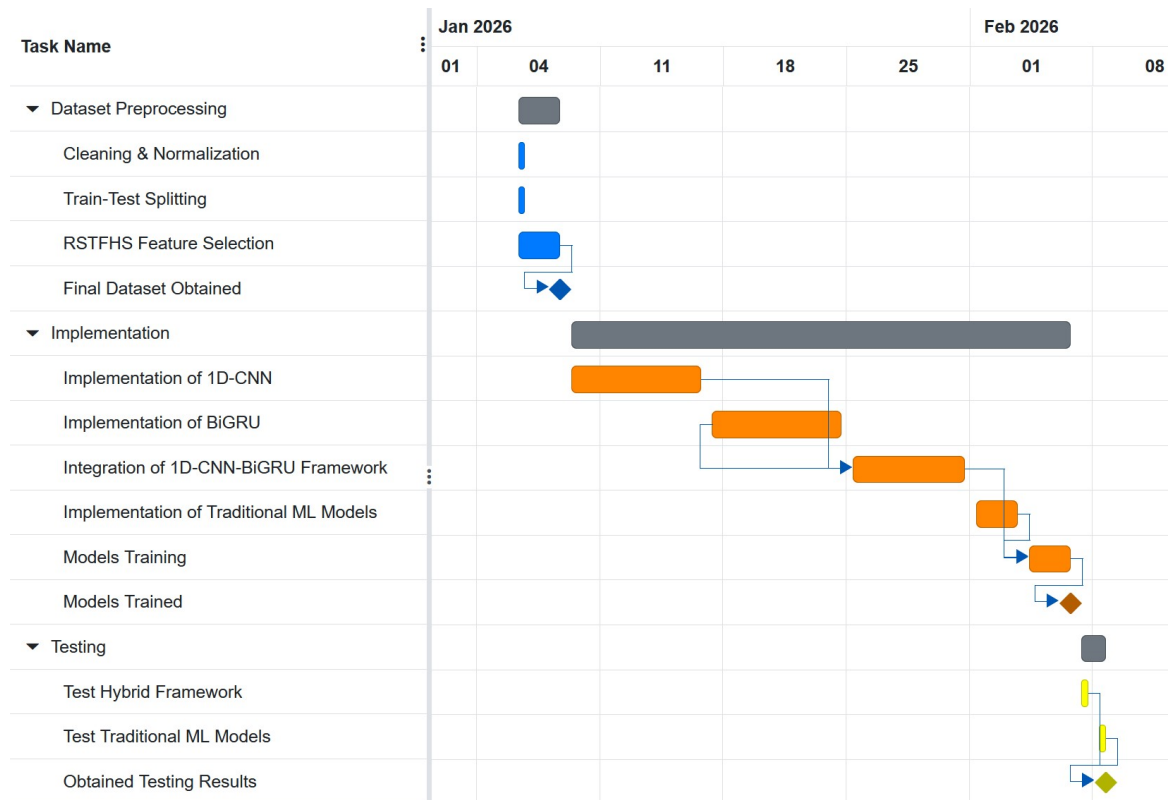 Task Name
Jan 2026
Feb 2026
01 04 11 18 25 01 08
Dataset Preprocessing
Cleaning & Normalization
Train-Test Splitting
RSTFHS Feature Selection
Final Dataset Obtained
Implementation
Implementation of 1D-CNN
Implementation of BiGRU
Integration of 1D-CNN-BiGRU Framework
Implementation of Traditional ML Models
Models Training
Models Trained
Testing
Test Hybrid Framework
Test Traditional ML Models
Obtained Testing Results